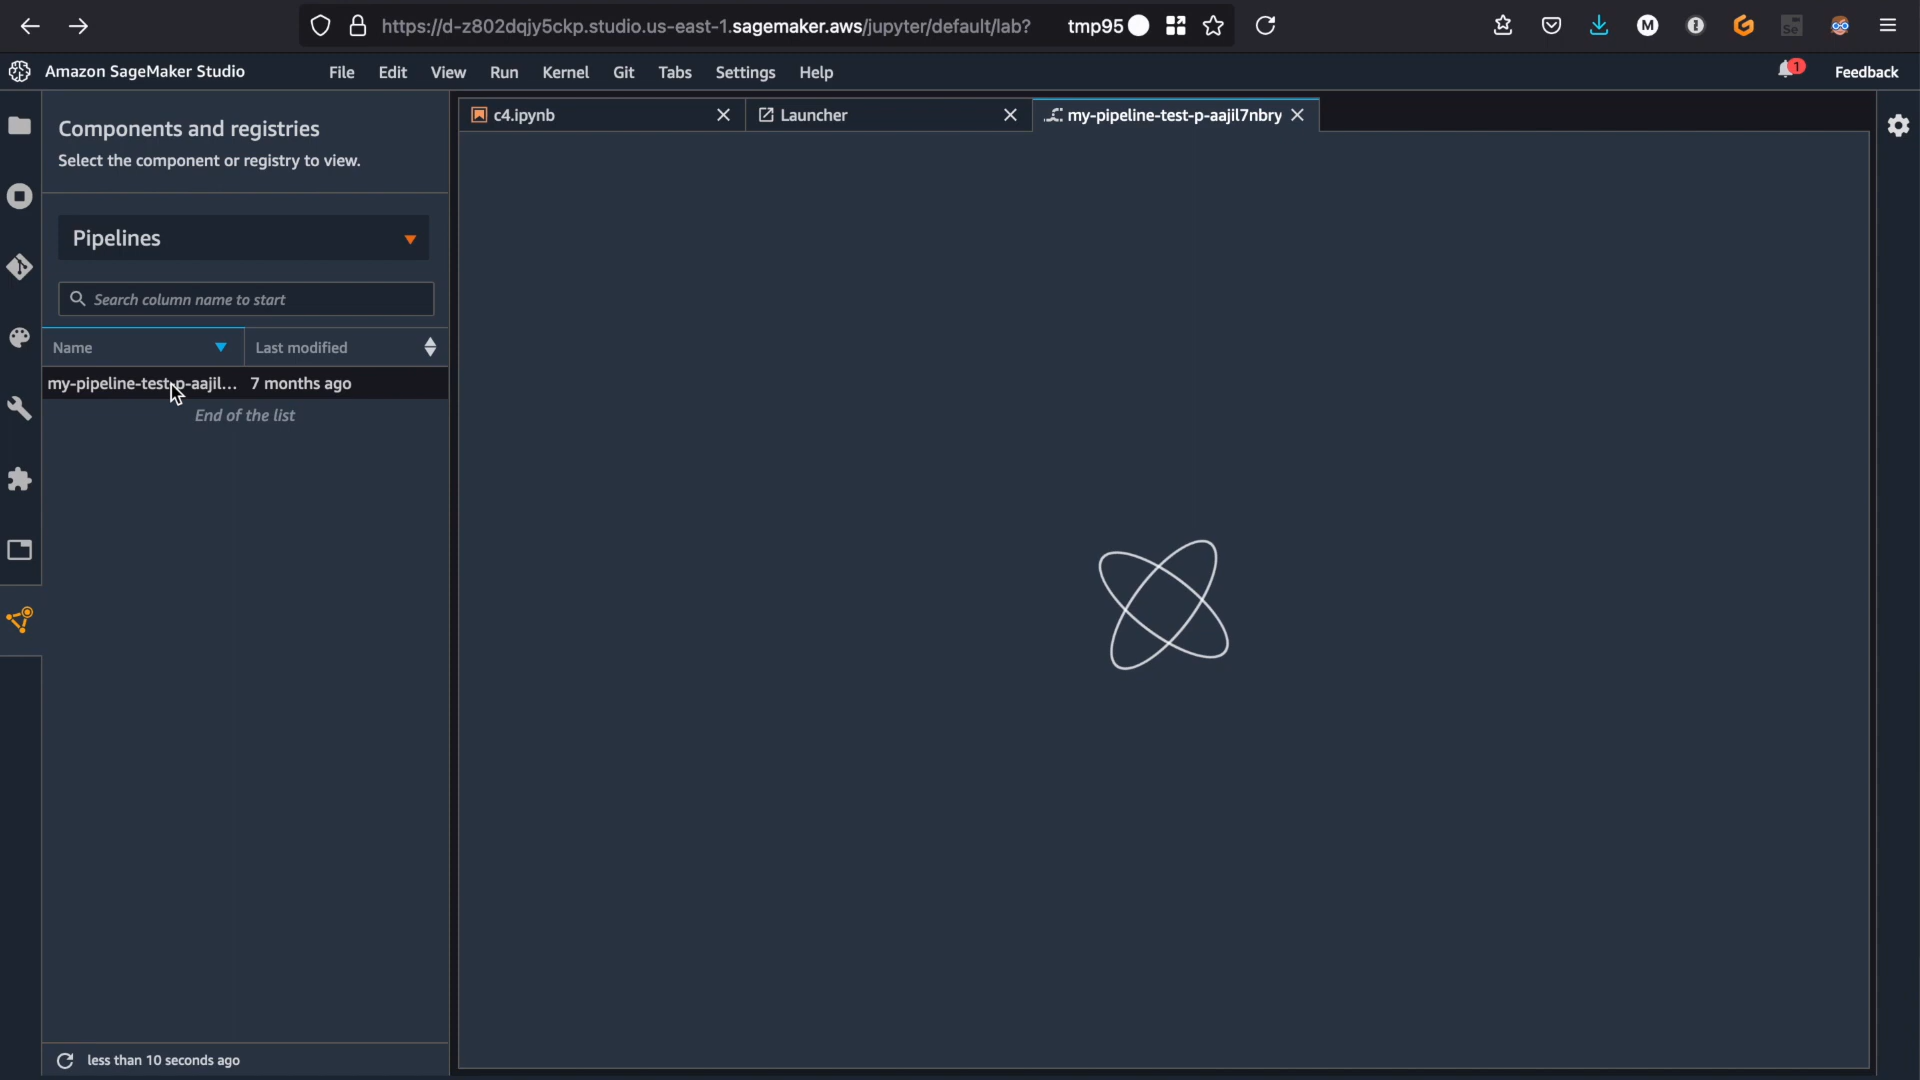 https://d-z802dqjy5ckp.studio.us-east-1.sagemaker.aws/jupyter/default/lab? tmp95
M
Se
Amazon SageMaker Studio File Edit View Run Kernel Git Tabs Settings Help 1 Feedback
c4.ipynb Launcher my-pipeline-test-p-aajil7nbry
Components and registries
Select the component or registry to view.
Pipelines
Search column name to start
Name Last modified
my-pipeline-test-p-aajil... 7 months ago
End of the list
less than 10 seconds ago